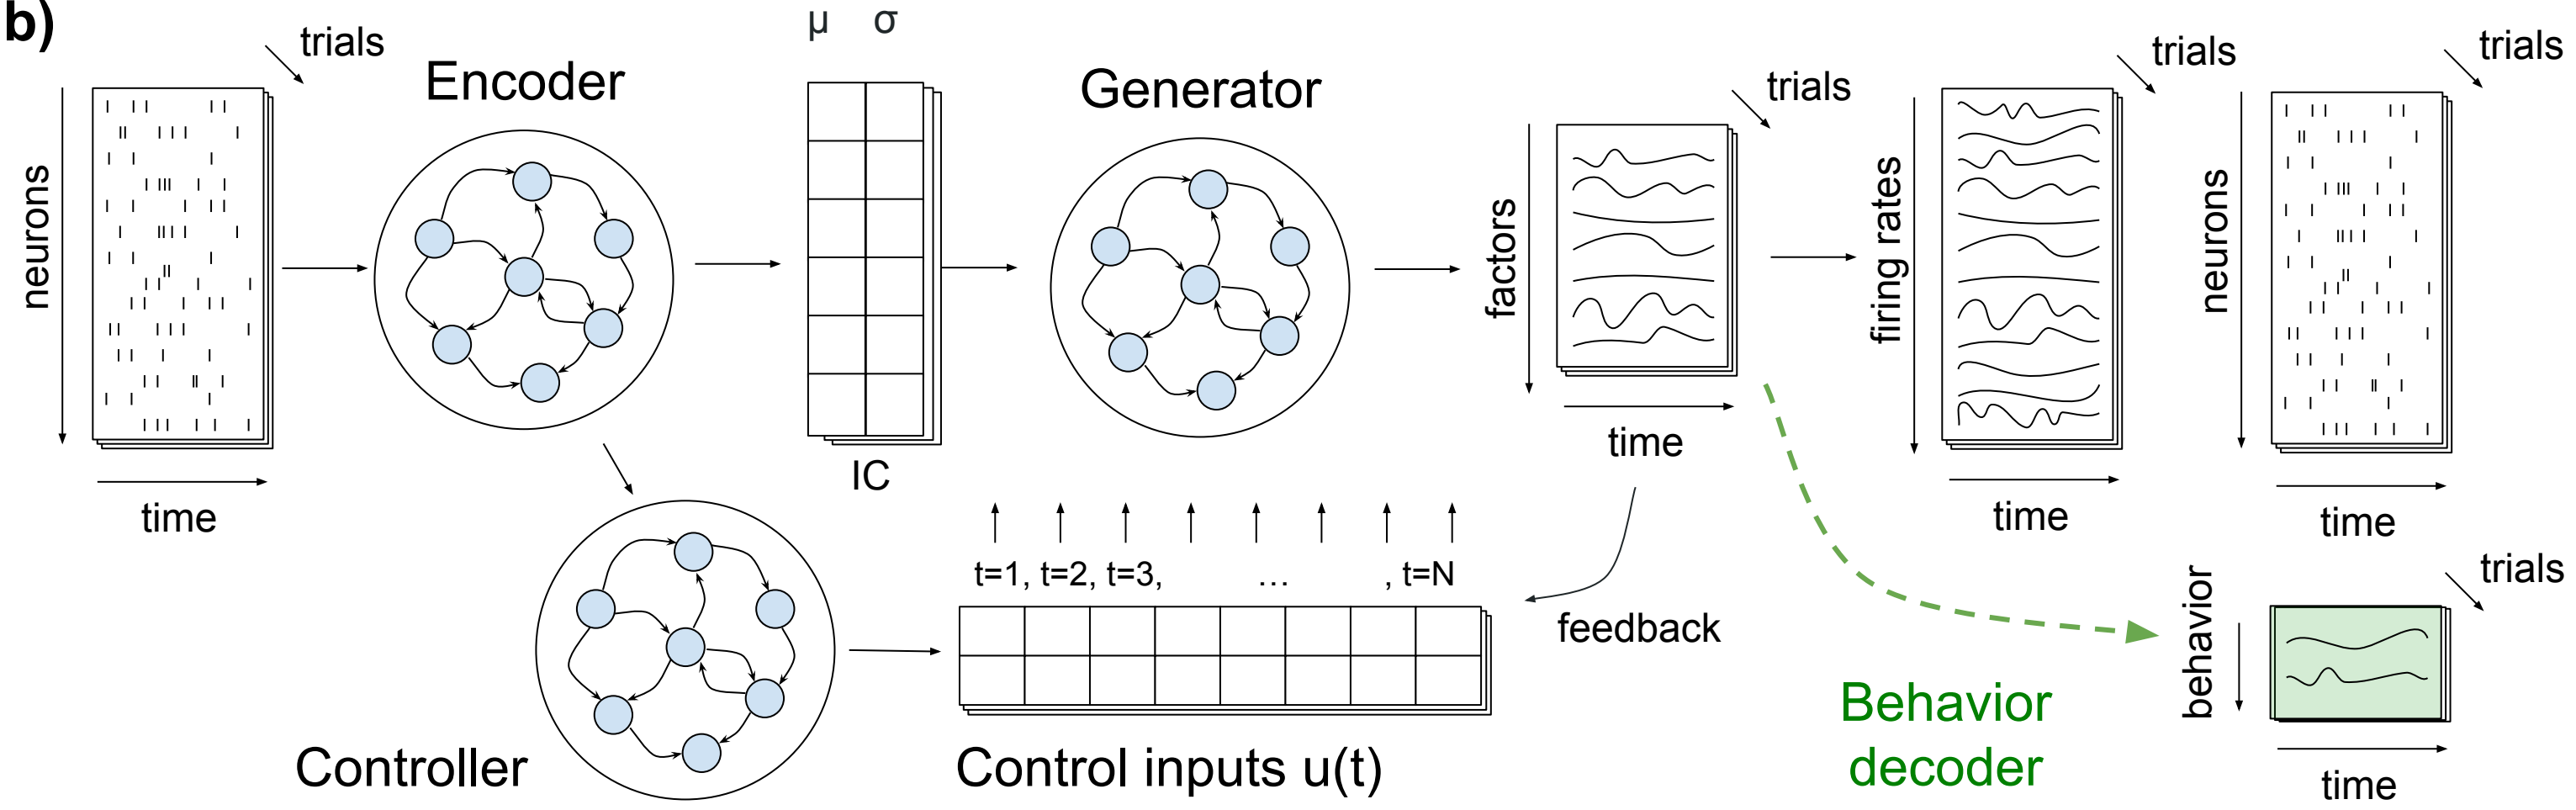 b)
trials
neurons
time
Encoder
μ σ
IC
Generator
trials
factors
time
trials
firing rates
time
trials
neurons
time
Controller
t=1, t=2, t=3, ... , t=N
Control inputs u(t)
feedback
Behavior
decoder
trials
behavior
time